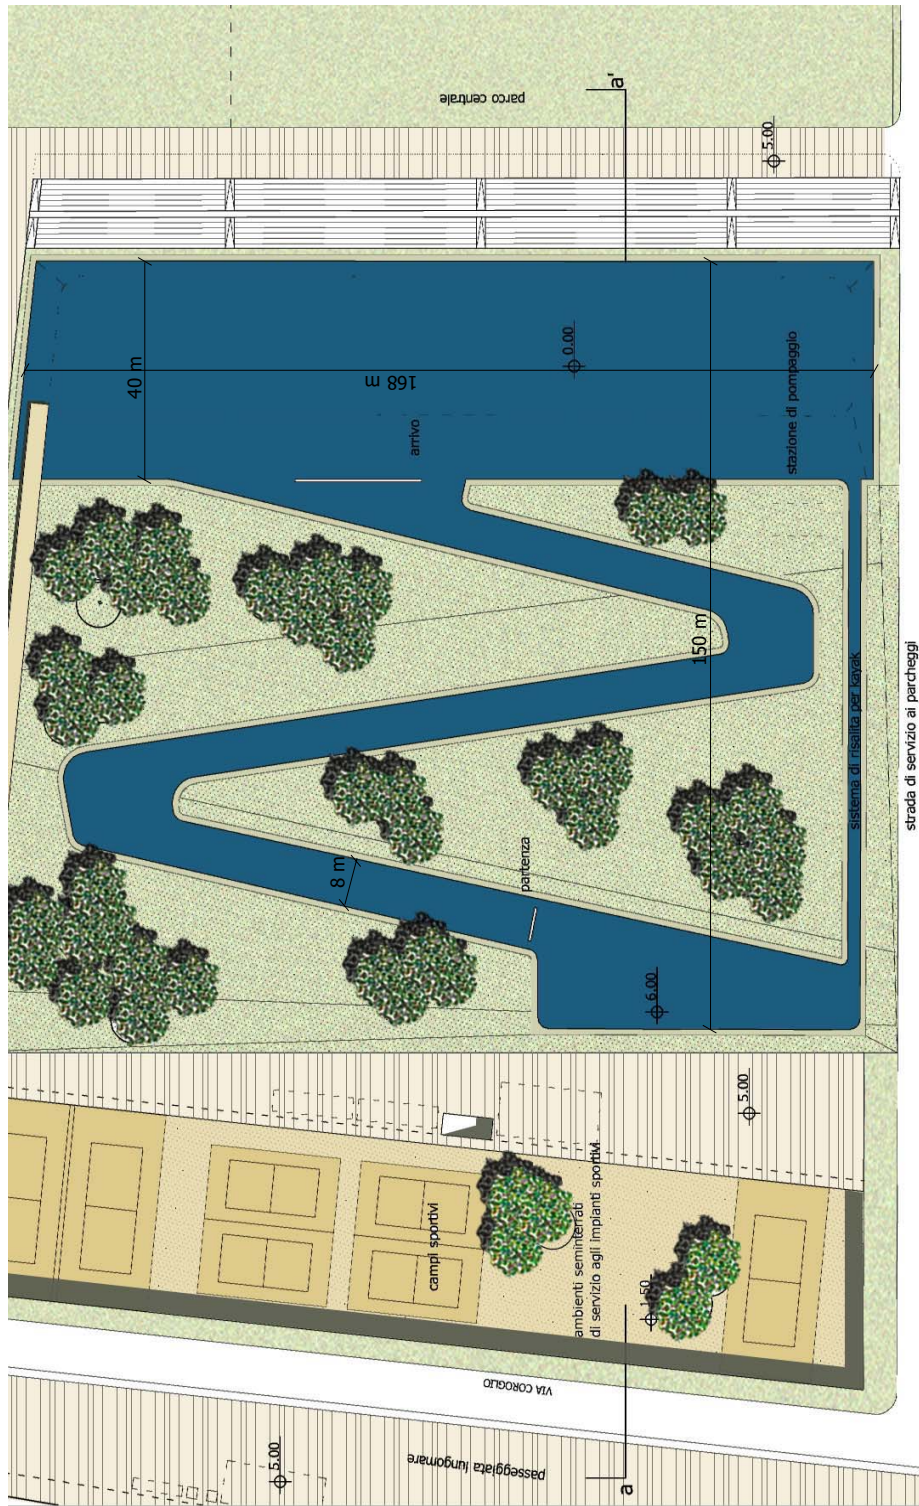 a'
parco centrale
5.00
40 m
168 m
0.00
stazione di pompaggio
arrivo
150 m
sistema di risalita per kayak
strada di servizio ai parcheggi
8 m
partenza
6.00
5.00
campi sportivi
ambienti seminterrati
di servizio agli impianti sportivi
1.50
VIA COROGLIO
5.00
passeggiata lungomare
a